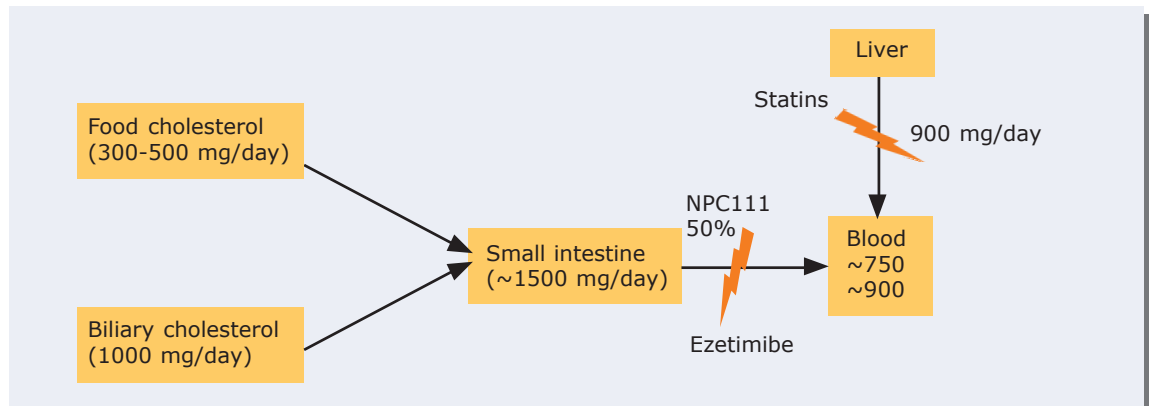 Liver
Statins
900 mg/day
Food cholesterol
(300-500 mg/day)
NPC111
50%
Small intestine
(~1500 mg/day)
Blood
~750
~900
Biliary cholesterol
(1000 mg/day)
Ezetimibe